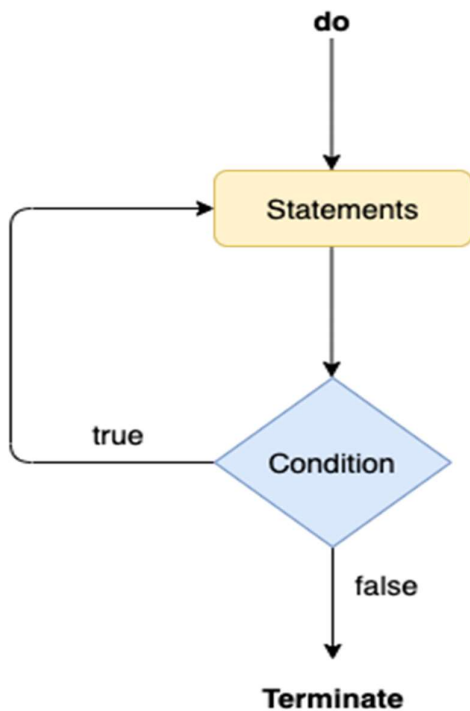 do
Statements
true
Condition
false
Terminate